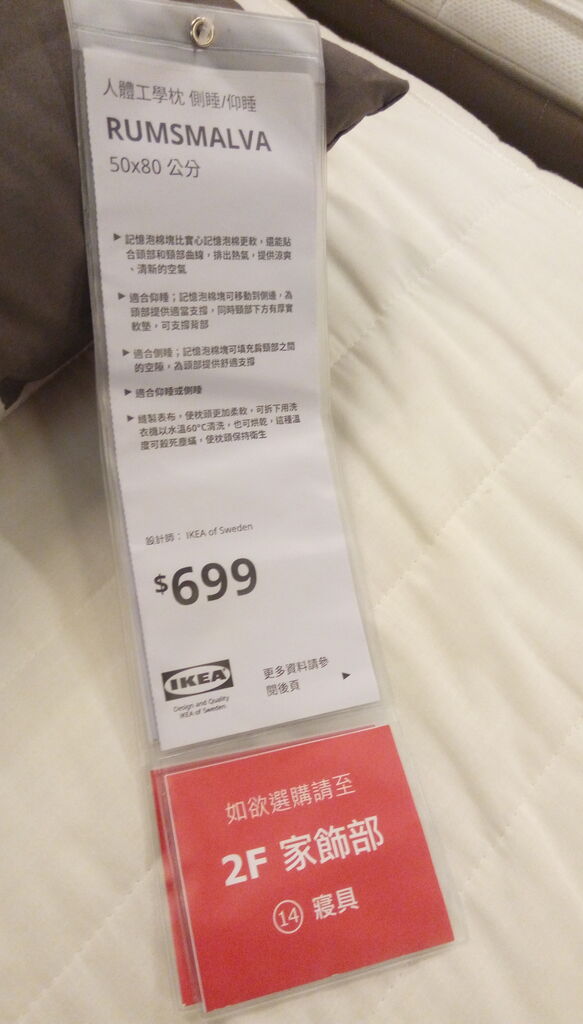 人體工學枕 側睡/仰睡
RUMSMALVA
50x80 公分
▶ 記憶泡棉塊比實心記憶泡棉更軟，還能貼
合頭部和頸部曲線，排出熱氣，提供涼爽
、清新的空氣
▶ 適合仰睡；記憶泡棉塊可移動到側邊，為
頭部提供適當支撐，同時頸部下方有厚實
軟墊，可支撐背部
▶ 適合側睡；記憶泡棉塊可填充肩頸部之間
的空隙，為頭部提供舒適支撐
▶ 適合仰睡或側睡
▶ 縫製表布，使枕頭更加柔軟，可拆下用洗
衣機以水溫60°C清洗，也可烘乾，這種溫
度可殺死塵蟎，使枕頭保持衛生
設計師： IKEA of Sweden
$699
IKEA
Design and Quality
IKEA of Sweden
更多資料請參
閱後頁 ▶
如欲選購請至
2F 家飾部
⑭ 寢具